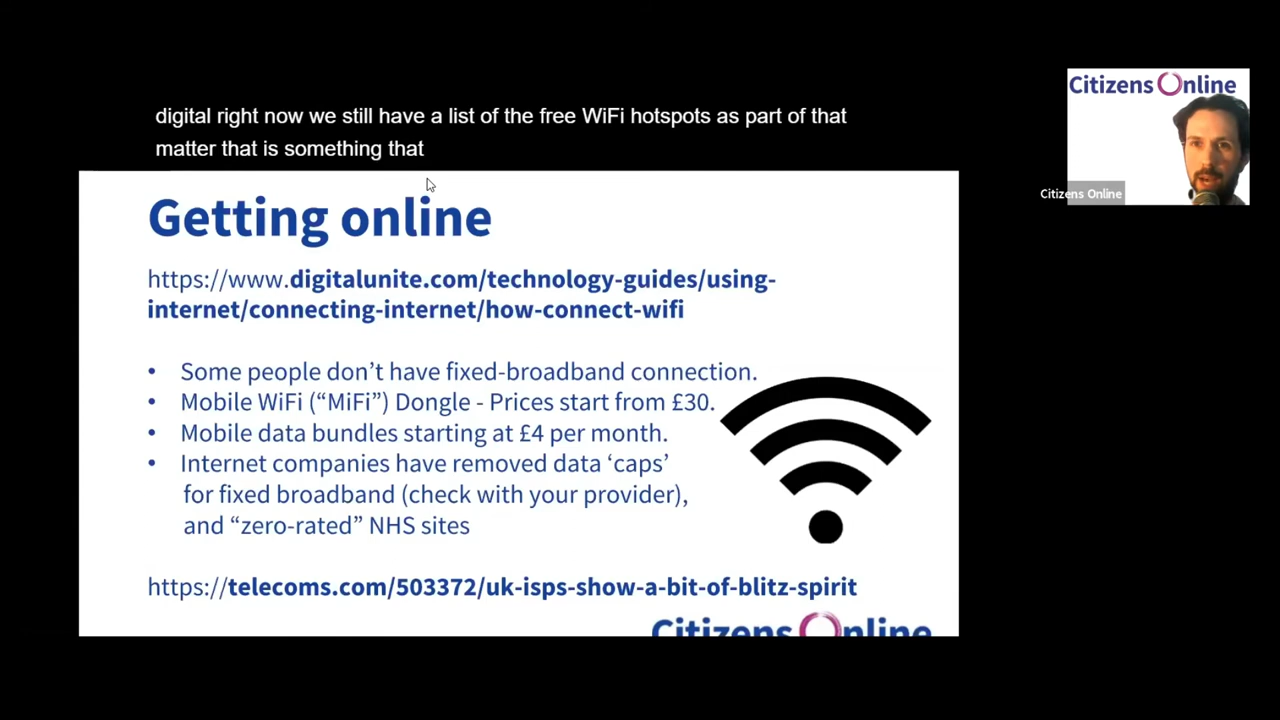 digital right now we still have a list of the free WiFi hotspots as part of that
matter that is something that
Citizens Online
Citizens Online
Getting online
https://www.digitalunite.com/technology-guides/using-
internet/connecting-internet/how-connect-wifi
• Some people don’t have fixed-broadband connection.
• Mobile WiFi (“MiFi”) Dongle - Prices start from £30.
• Mobile data bundles starting at £4 per month.
• Internet companies have removed data ‘caps’
for fixed broadband (check with your provider),
and “zero-rated” NHS sites
https://telecoms.com/503372/uk-isps-show-a-bit-of-blitz-spirit
Citizens Online